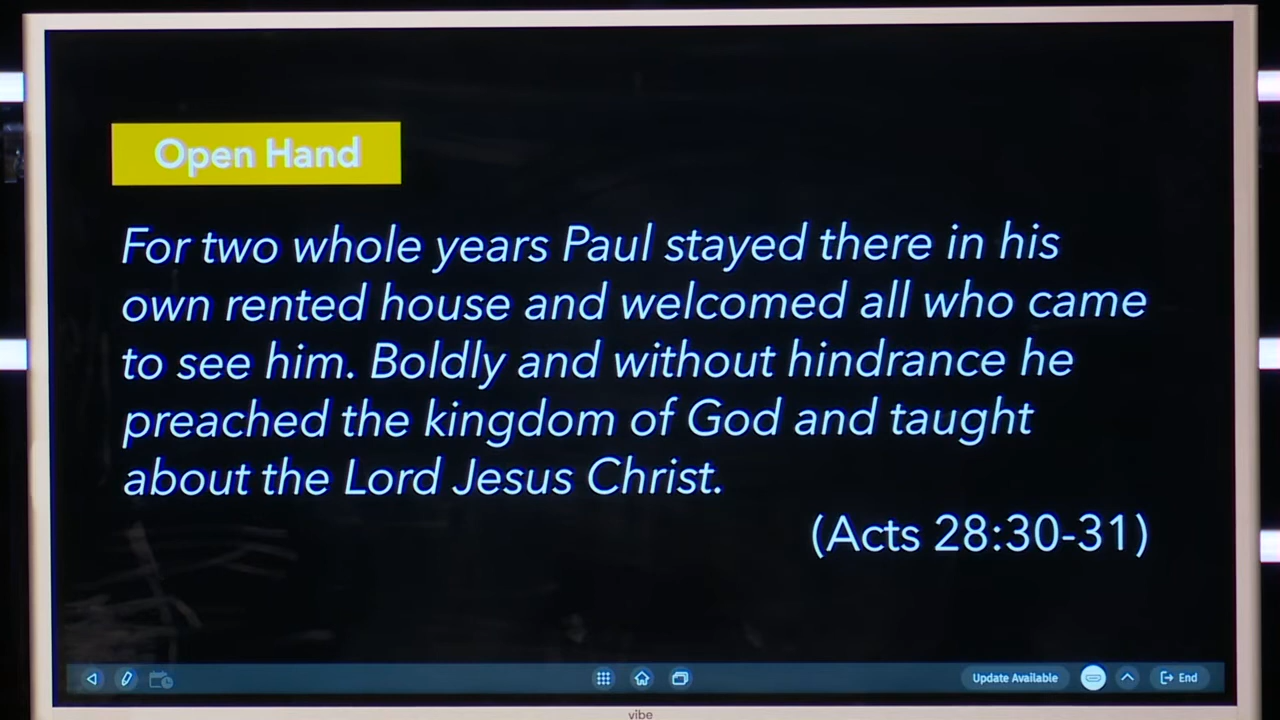 Open Hand
For two whole years Paul stayed there in his
own rented house and welcomed all who came
to see him. Boldly and without hindrance he
preached the kingdom of God and taught
about the Lord Jesus Christ.
(Acts 28:30-31)
Update Available
End
vibe